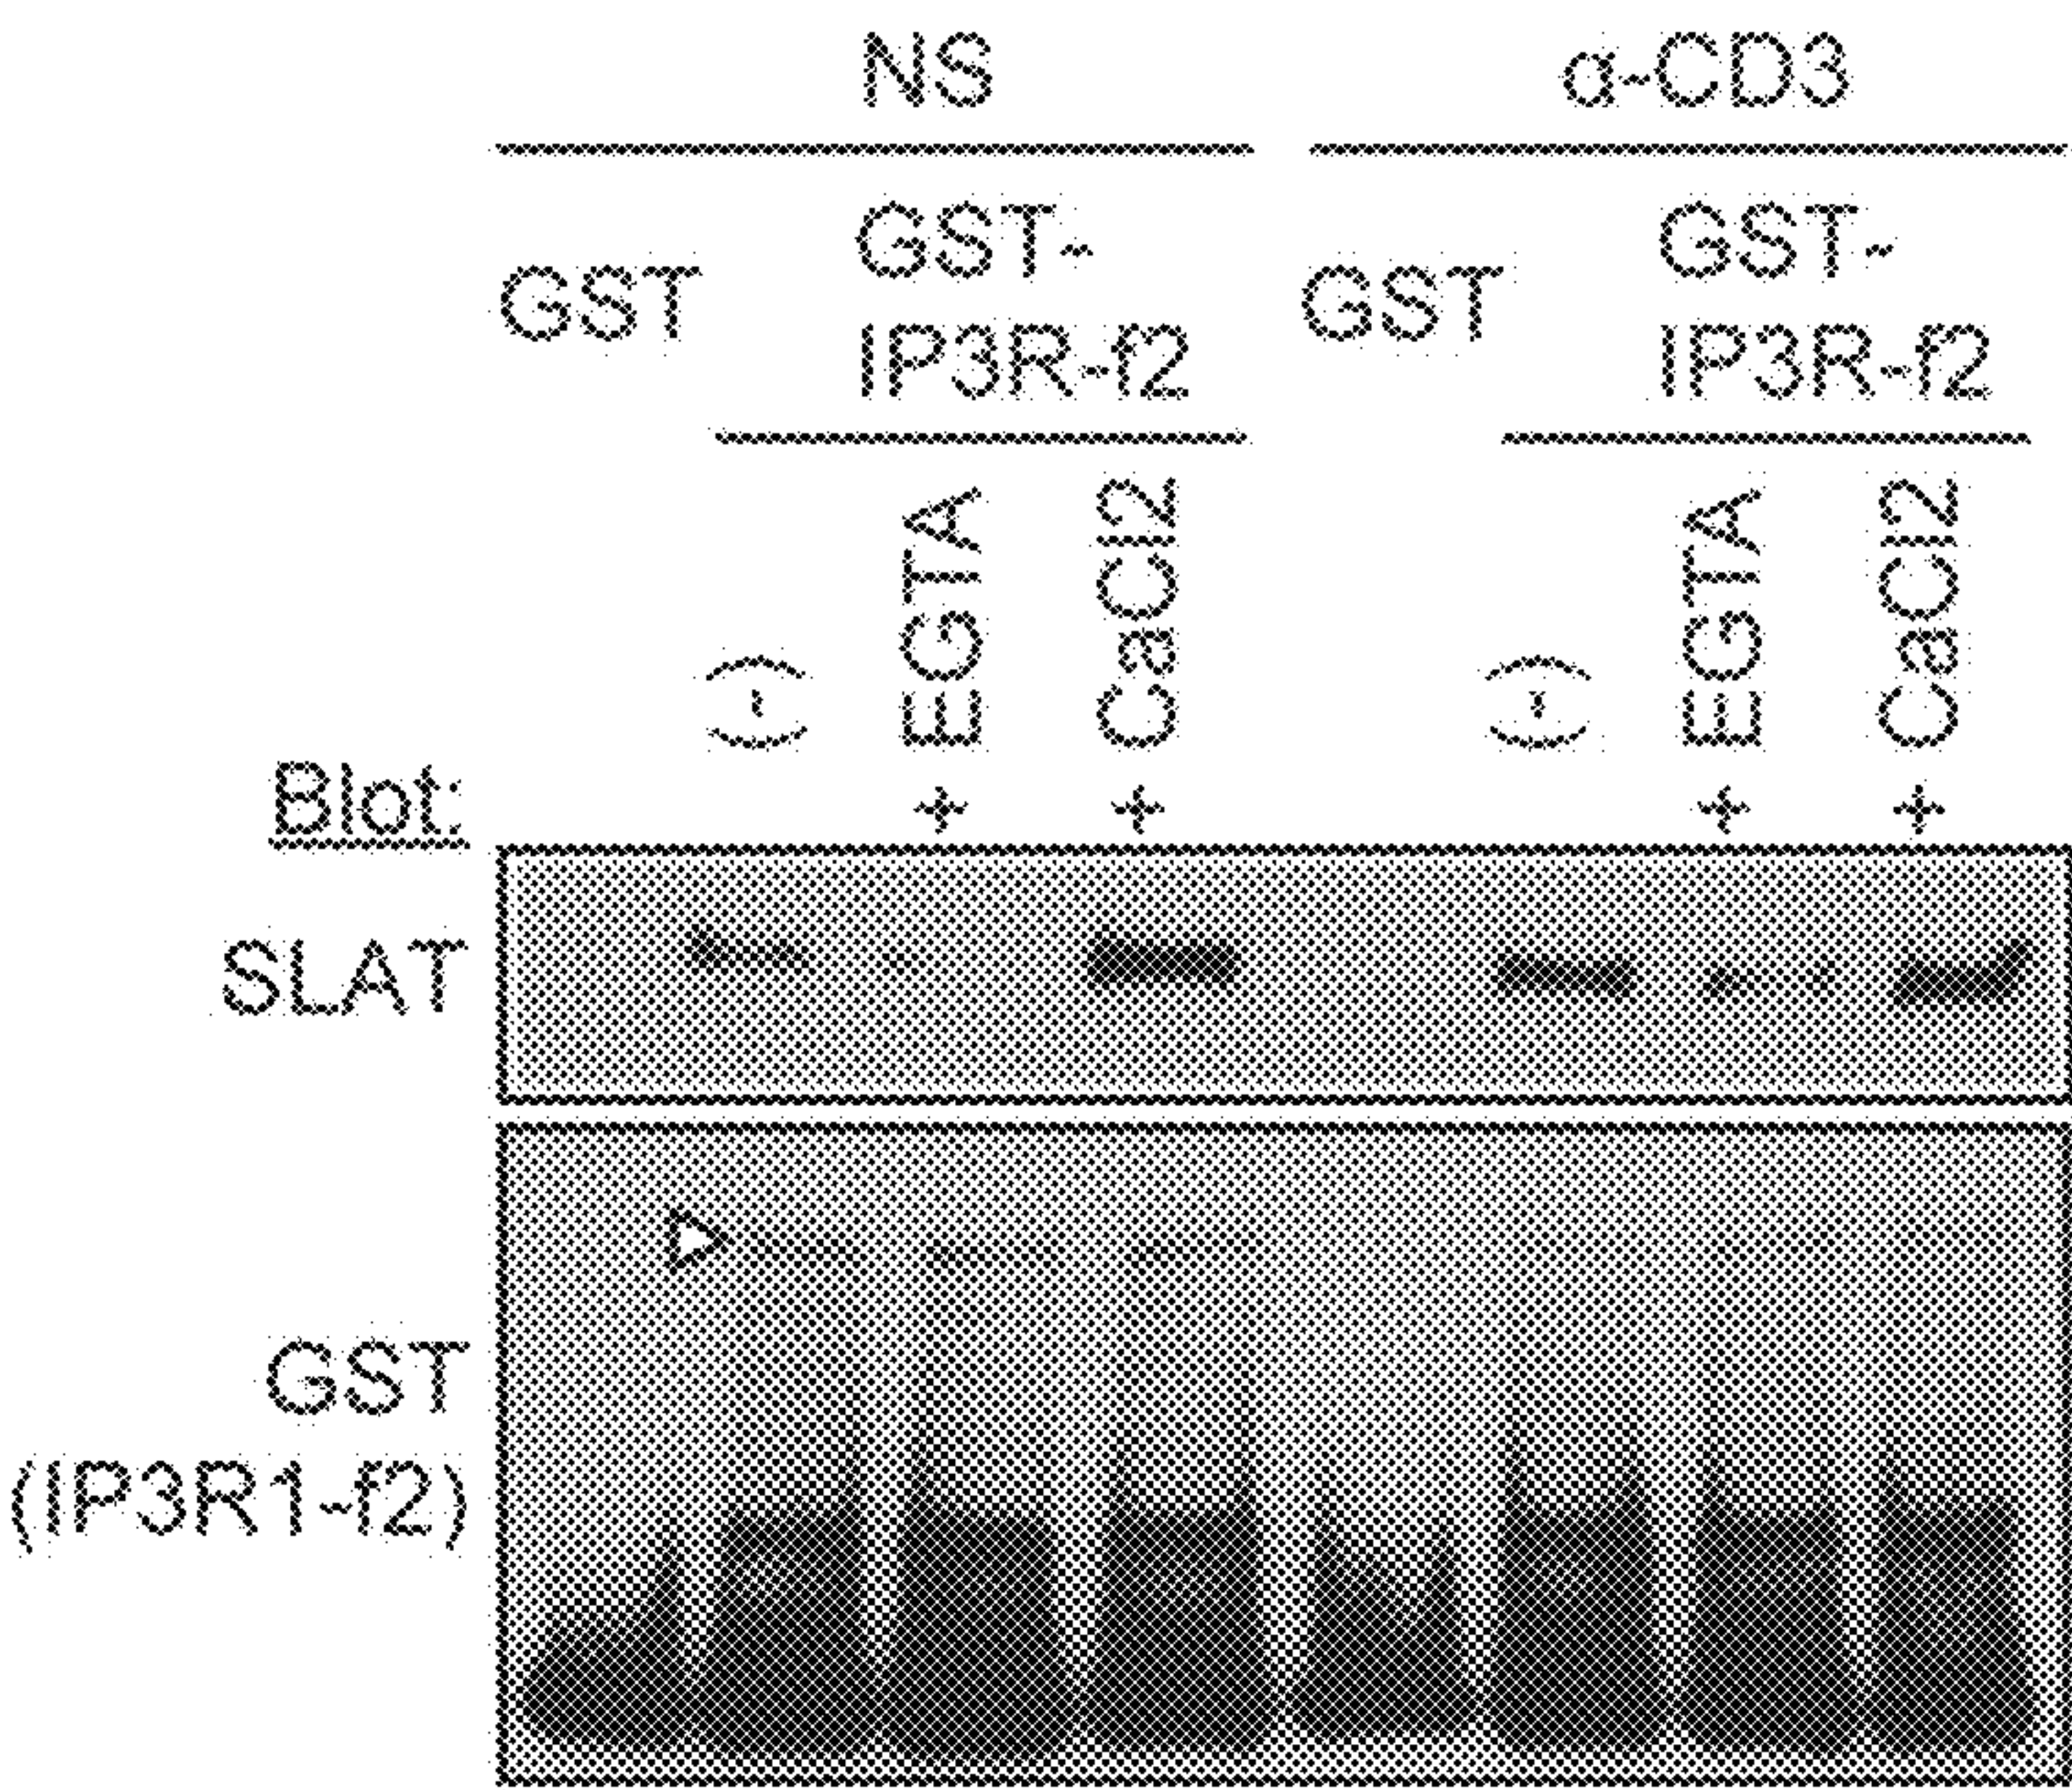 NS α-CD3
GST GST-IP3R-f2 GST GST-IP3R-f2
(-) + EGTA + CaCl2 (-) + EGTA + CaCl2
Blot:
SLAT
GST
(IP3R1-f2)